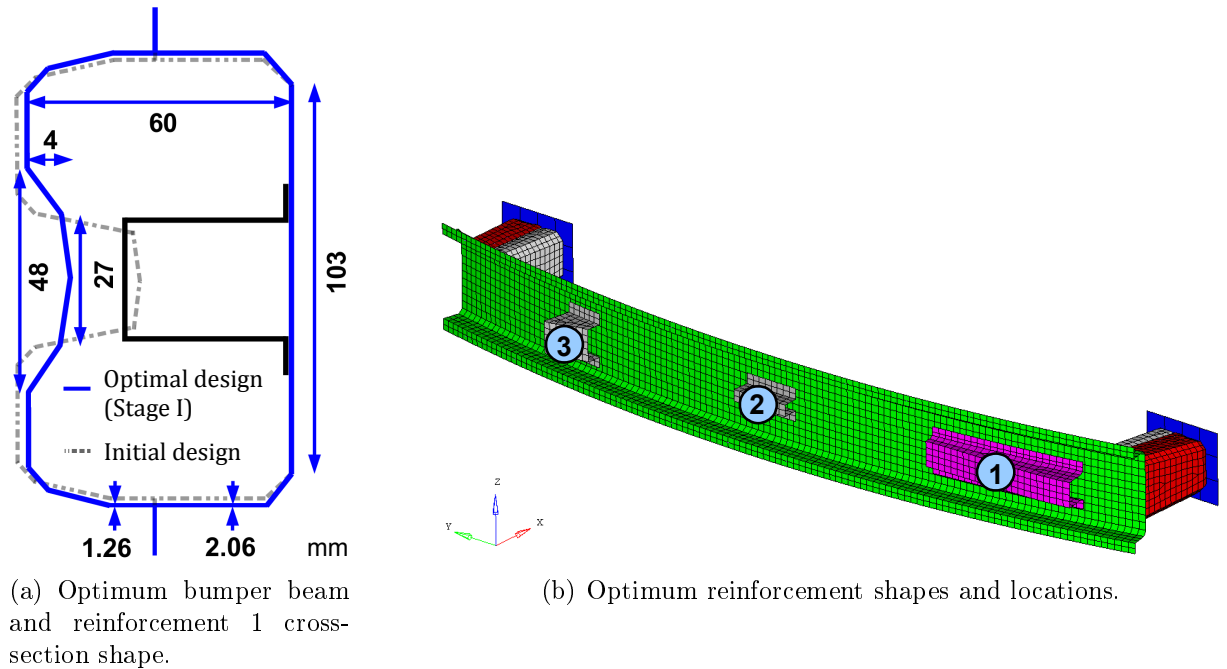 60
4
48
27
103
Optimal design
(Stage I)
Initial design
1.26
2.06
mm
(a) Optimum bumper beam
and reinforcement 1 cross-
section shape.
3
2
1
Z
Y
X
(b) Optimum reinforcement shapes and locations.